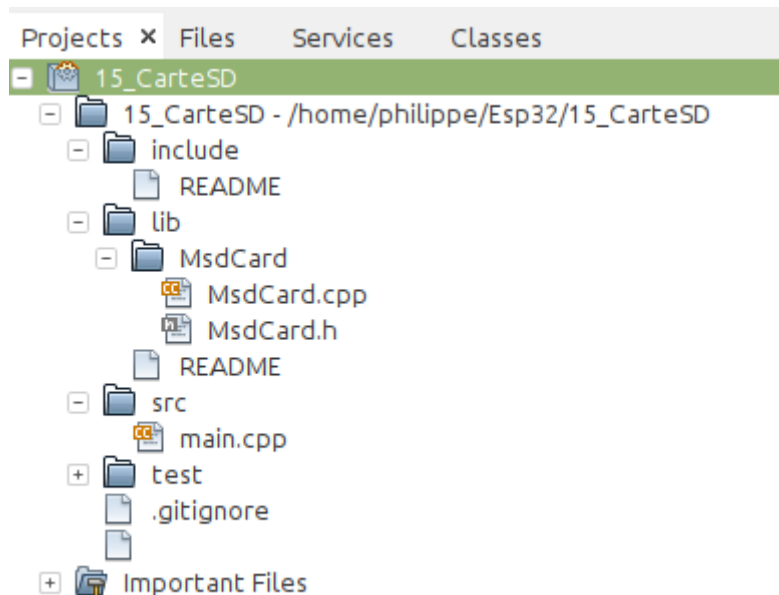 Projects × Files Services Classes
15_CarteSD
15_CarteSD - /home/philippe/Esp32/15_CarteSD
include
README
lib
MsdCard
MsdCard.cpp
MsdCard.h
README
src
main.cpp
test
.gitignore
Important Files